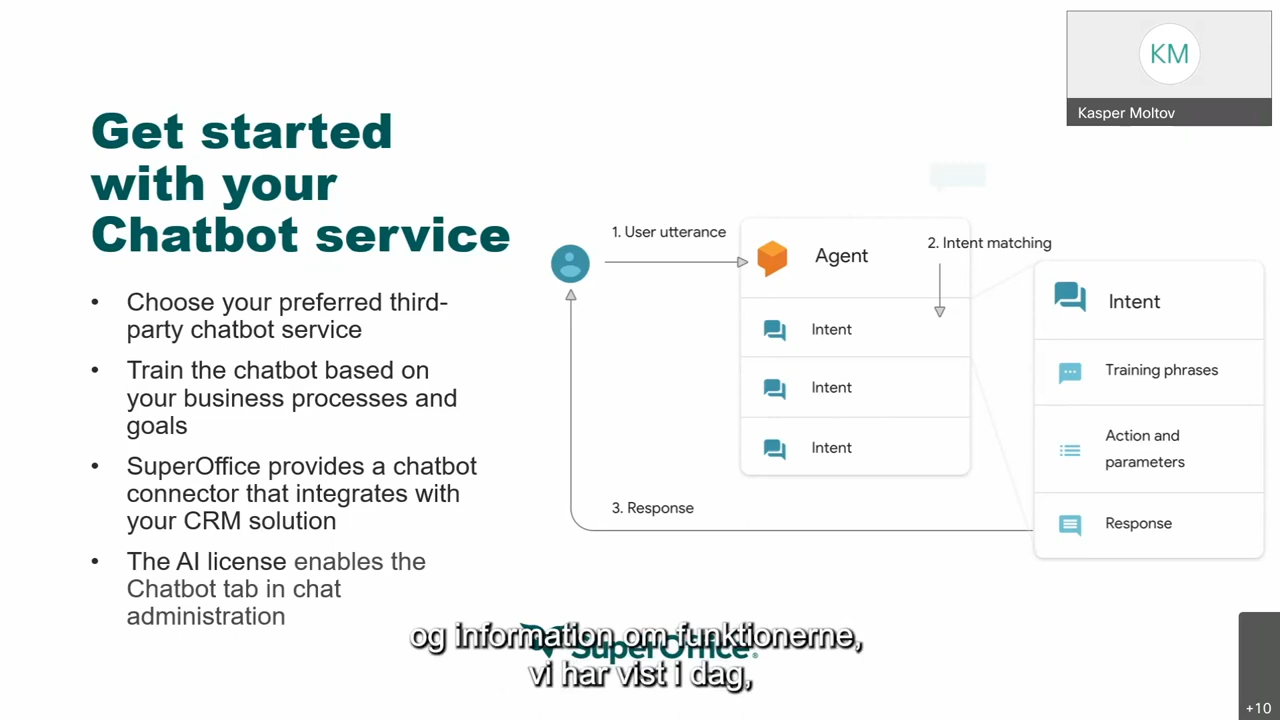 KM
Kasper Moltov
Get started
with your
Chatbot service
• Choose your preferred third-
party chatbot service
• Train the chatbot based on
your business processes and
goals
• SuperOffice provides a chatbot
connector that integrates with
your CRM solution
• The AI license enables the
Chatbot tab in chat
administration
1. User utterance
Agent
2. Intent matching
Intent
Intent
Intent
Intent
Training phrases
Action and
parameters
Response
3. Response
SuperOffice®
og information om funktionerne,
vi har vist i dag,
+10